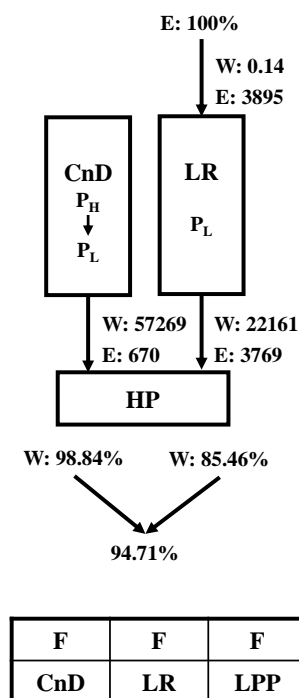 E: 100%
W: 0.14
E: 3895
CnD
P_H
P_L
LR
P_L
W: 57269
E: 670
W: 22161
E: 3769
HP
W: 98.84%
W: 85.46%
94.71%
F F F
CnD LR LPP